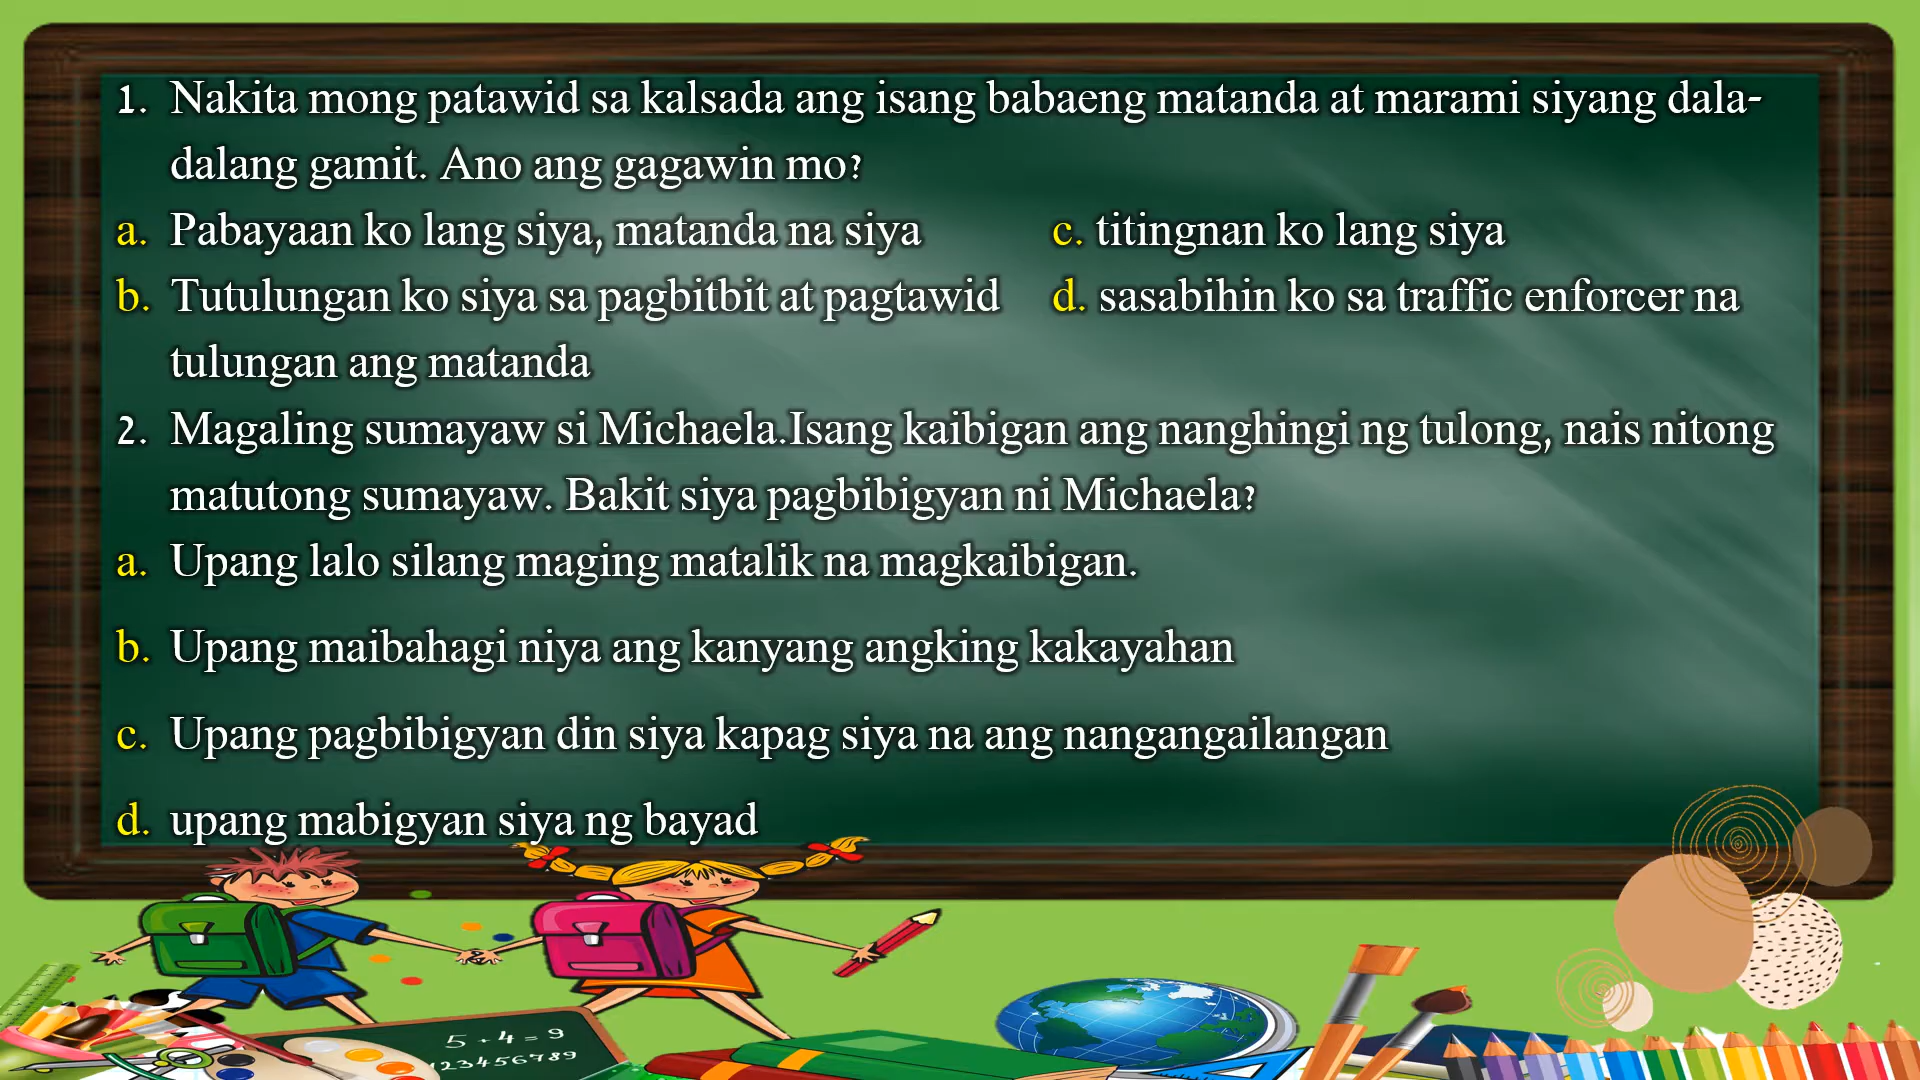 1. Nakita mong patawid sa kalsada ang isang babaeng matanda at marami siyang dala-
dalang gamit. Ano ang gagawin mo?
a. Pabayaan ko lang siya, matanda na siya c. titingnan ko lang siya
b. Tutulungan ko siya sa pagbitbit at pagtawid d. sasabihin ko sa traffic enforcer na
tulungan ang matanda
2. Magaling sumayaw si Michaela.Isang kaibigan ang nanghingi ng tulong, nais nitong
matutong sumayaw. Bakit siya pagbibigyan ni Michaela?
a. Upang lalo silang maging matalik na magkaibigan.
b. Upang maibahagi niya ang kanyang angking kakayahan
c. Upang pagbibigyan din siya kapag siya na ang nangangailangan
d. upang mabigyan siya ng bayad
5 + 4 = 9
123456789